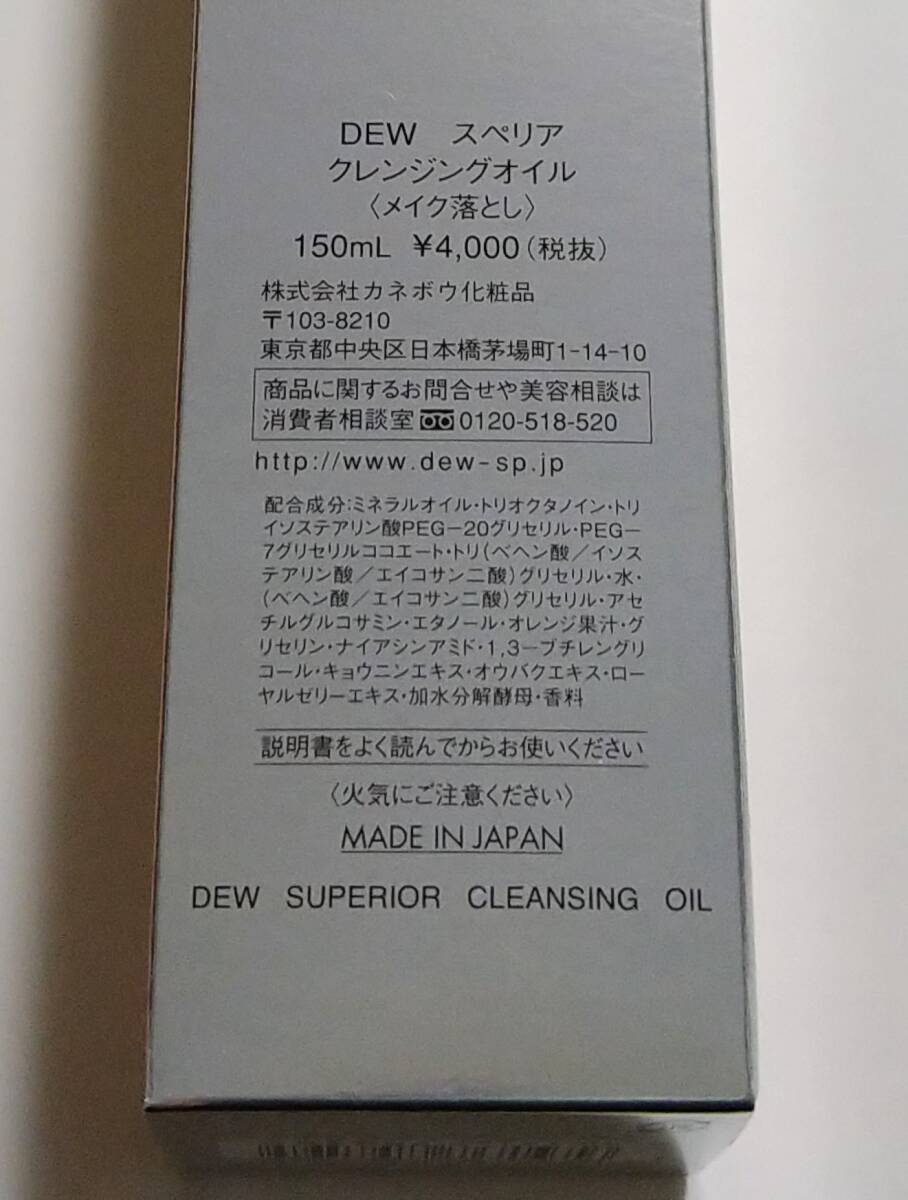 DEW スペリア
クレンジングオイル
〈メイク落とし〉
150mL ¥4,000(税抜)
株式会社カネボウ化粧品
〒103-8210
東京都中央区日本橋茅場町1-14-10
商品に関するお問合せや美容相談は
消費者相談室 0120-518-520
http://www.dew-sp.jp
配合成分:ミネラルオイル・トリオクタノイン・トリ
イソステアリン酸PEG-20グリセリル・PEG-
7グリセリルココエート・トリ(ベヘン酸/イソス
テアリン酸/エイコサン二酸)グリセリル・水・
(ベヘン酸/エイコサン二酸)グリセリル・アセ
チルグルコサミン・エタノール・オレンジ果汁・グ
リセリン・ナイアシンアミド・1,3-ブチレングリ
コール・キョウニンエキス・オウバクエキス・ロー
ヤルゼリーエキス・加水分解酵母・香料
説明書をよく読んでからお使いください
〈火気にご注意ください〉
MADE IN JAPAN
DEW SUPERIOR CLEANSING OIL